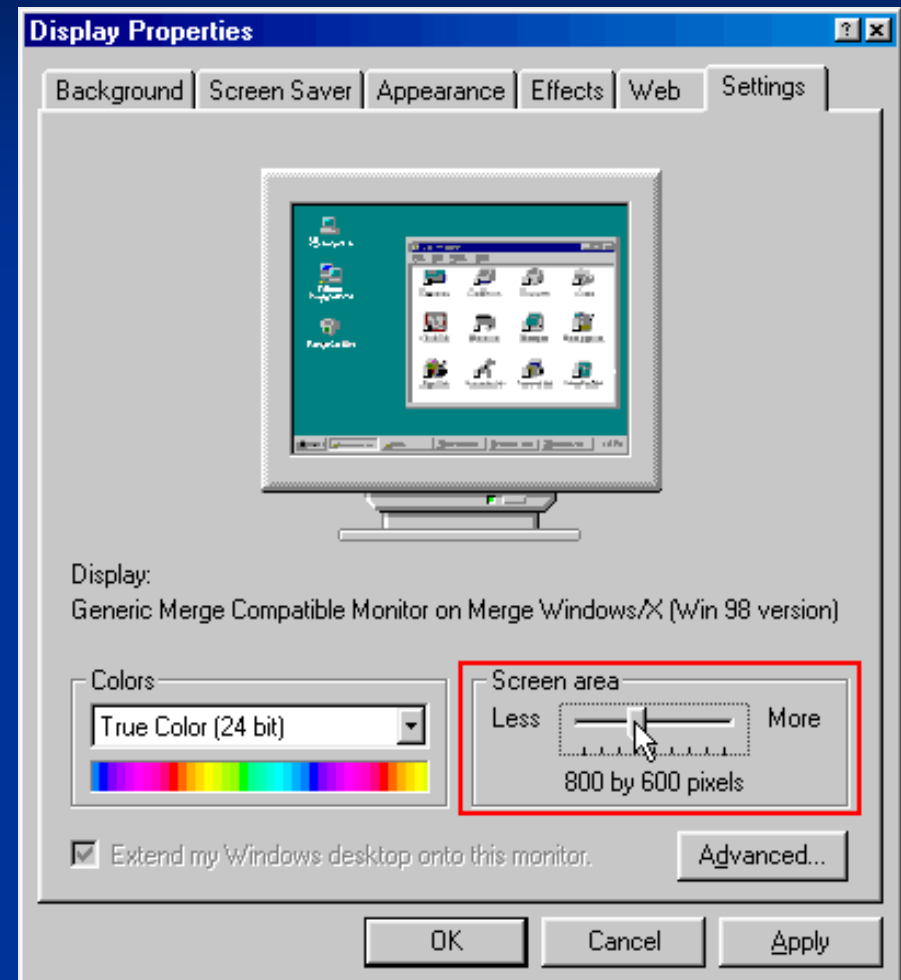 Display Properties
Background Screen Saver Appearance Effects Web Settings
Display:
Generic Merge Compatible Monitor on Merge Windows/X (Win 98 version)
Colors
True Color (24 bit)
Screen area
Less More
800 by 600 pixels
Extend my Windows desktop onto this monitor.
Advanced...
OK Cancel Apply